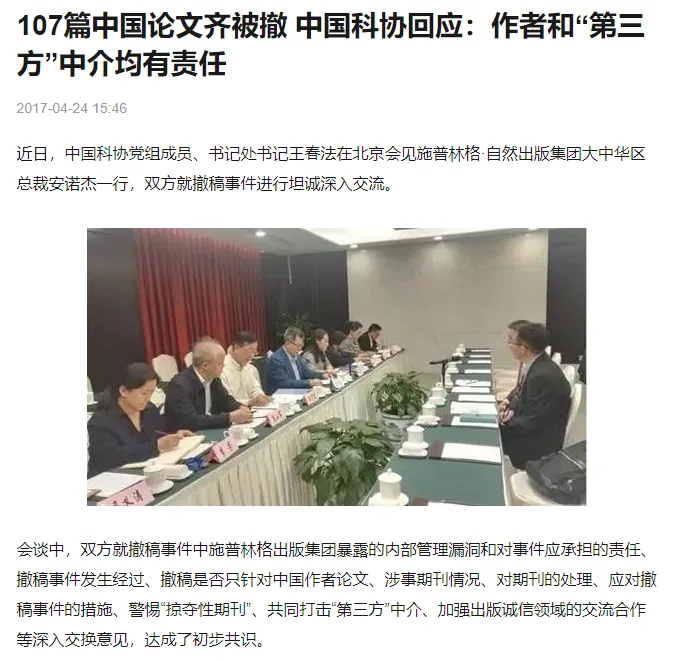 107篇中国论文齐被撤 中国科协回应：作者和“第三
方”中介均有责任
2017-04-24 15:46
近日，中国科协党组成员、书记处书记王春法在北京会见施普林格·自然出版集团大中华区
总裁安诺杰一行，双方就撤稿事件进行坦诚深入交流。
会谈中，双方就撤稿事件中施普林格出版集团暴露的内部管理漏洞和对事件应承担的责任、
撤稿事件发生经过、撤稿是否只针对中国作者论文、涉事期刊情况、对期刊的处理、应对撤
稿事件的措施、警惕“掠夺性期刊”、共同打击“第三方”中介、加强出版诚信领域的交流合作
等深入交换意见，达成了初步共识。